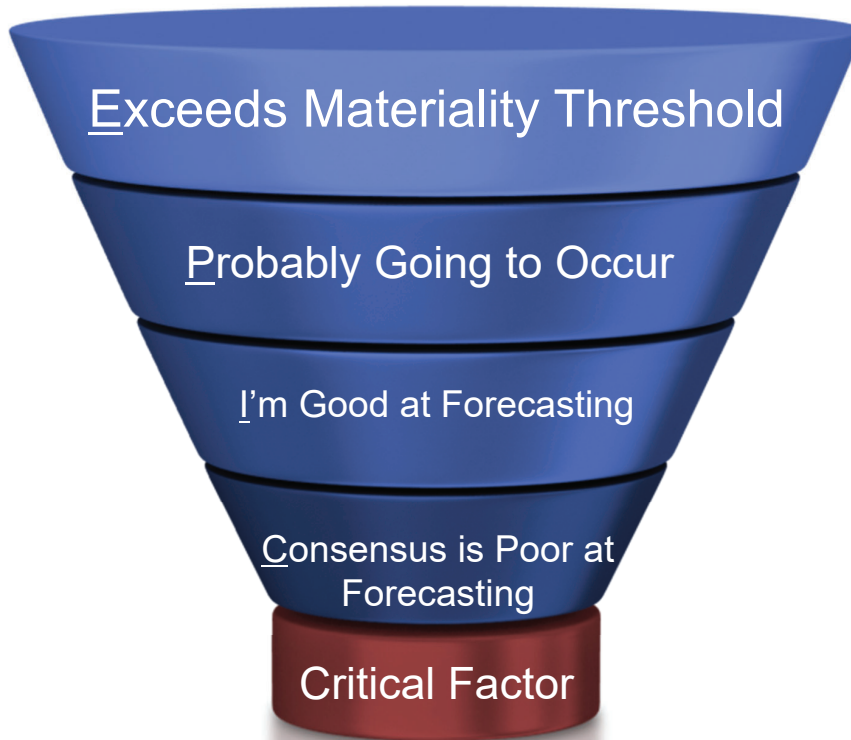 Exceeds Materiality Threshold
Probably Going to Occur
I'm Good at Forecasting
Consensus is Poor at
Forecasting
Critical Factor